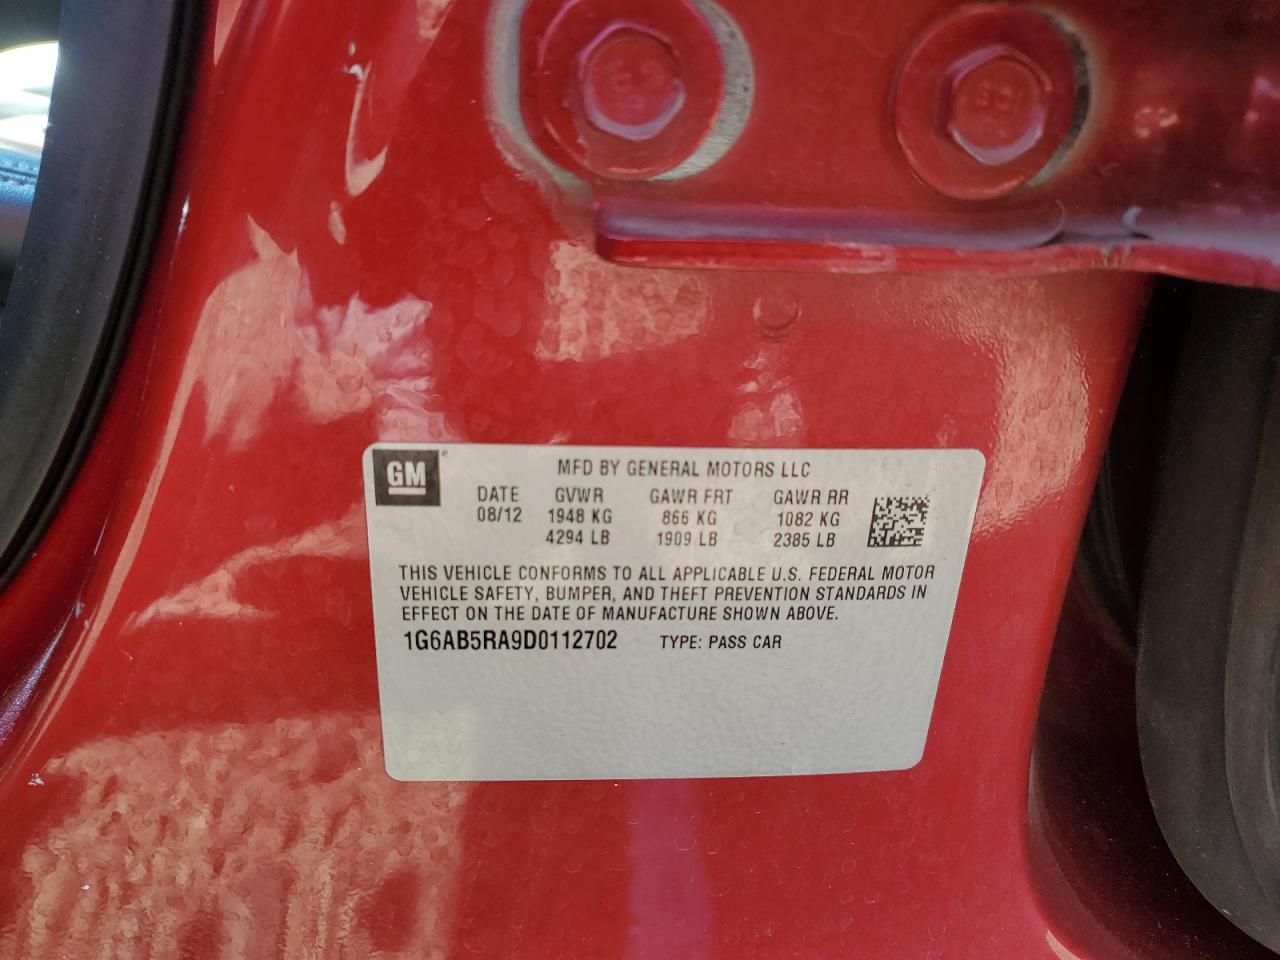 GM
MFD BY GENERAL MOTORS LLC
DATE GVWR GAWR FRT GAWR RR
08/12 1948 KG 866 KG 1082 KG
4294 LB 1909 LB 2385 LB
THIS VEHICLE CONFORMS TO ALL APPLICABLE U.S. FEDERAL MOTOR
VEHICLE SAFETY, BUMPER, AND THEFT PREVENTION STANDARDS IN
EFFECT ON THE DATE OF MANUFACTURE SHOWN ABOVE.
1G6AB5RA9D0112702 TYPE: PASS CAR